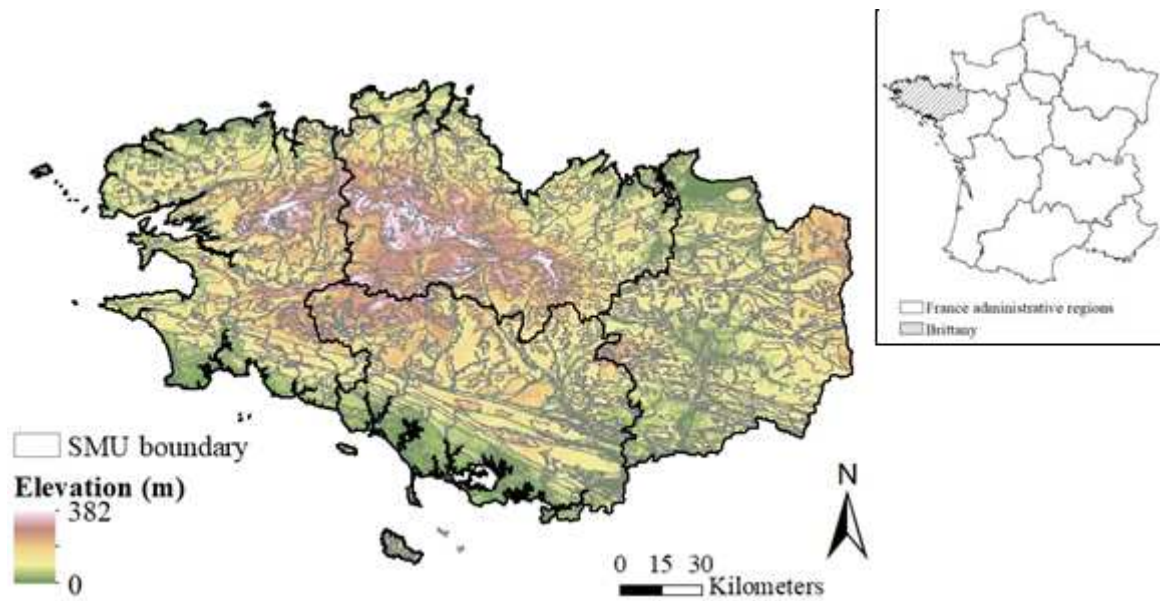 France administrative regions
Brittany
SMU boundary
Elevation (m)
382
0
N
0 15 30
Kilometers